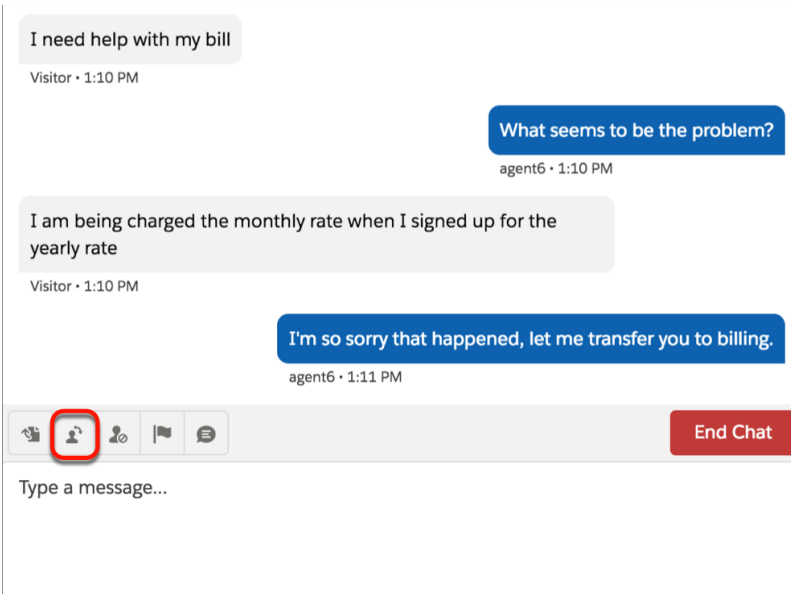 I need help with my bill
Visitor • 1:10 PM
What seems to be the problem?
agent6 • 1:10 PM
I am being charged the monthly rate when I signed up for the
yearly rate
Visitor • 1:10 PM
I'm so sorry that happened, let me transfer you to billing.
agent6 • 1:11 PM
End Chat
Type a message...